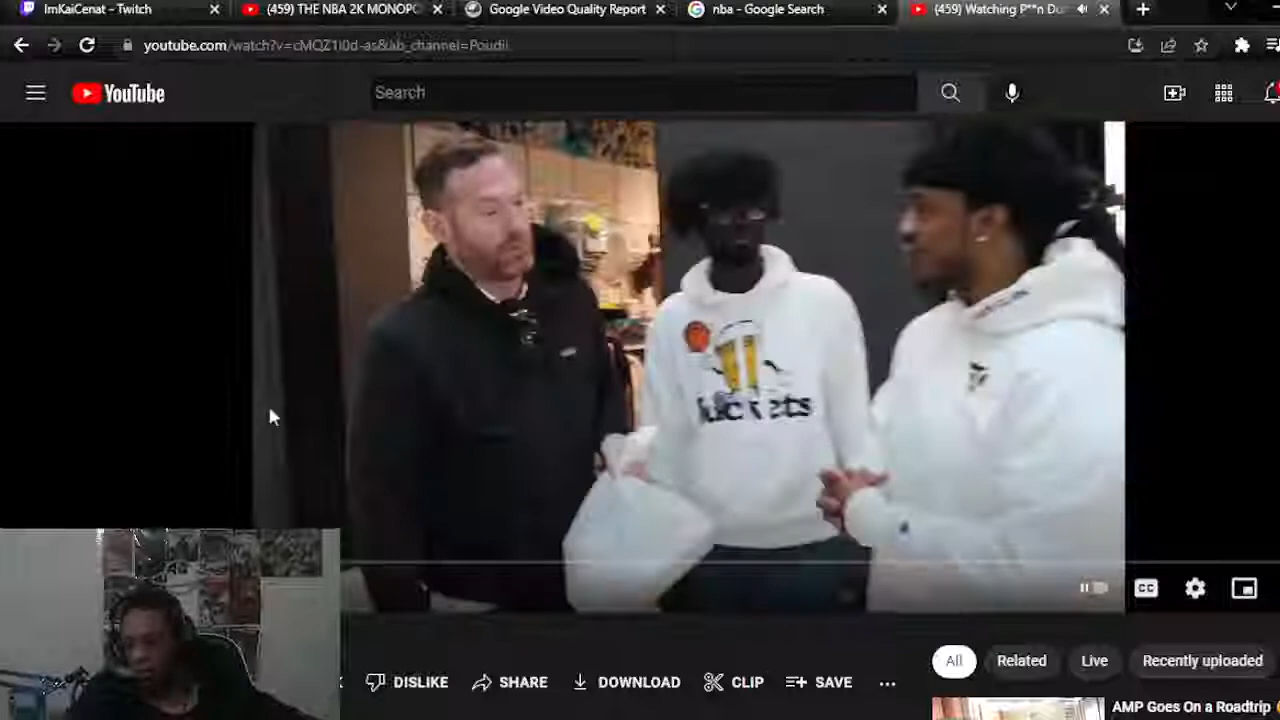 ImKaiCenat - Twitch
(459) THE NBA 2K MONOPO
Google Video Quality Report
nba - Google Search
(459) Watching P**n Du
youtube.com/watch?v=cMQZ1I0d-as&ab_channel=Poudii
YouTube
Search
CC
DISLIKE
SHARE
DOWNLOAD
CLIP
SAVE
All
Related
Live
Recently uploaded
AMP Goes On a Roadtrip